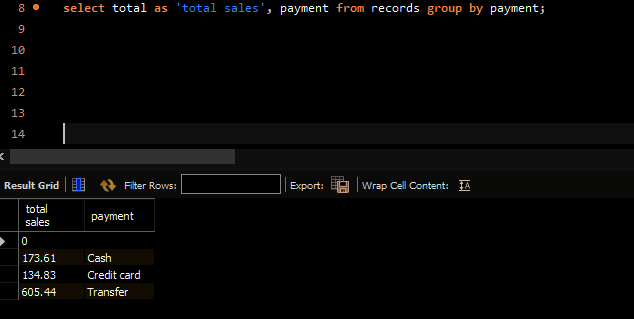 8 select total as 'total sales', payment from records group by payment;
9
10
11
12
13
14
Result Grid Filter Rows: Export: Wrap Cell Content: IA
total sales payment
0
173.61 Cash
134.83 Credit card
605.44 Transfer